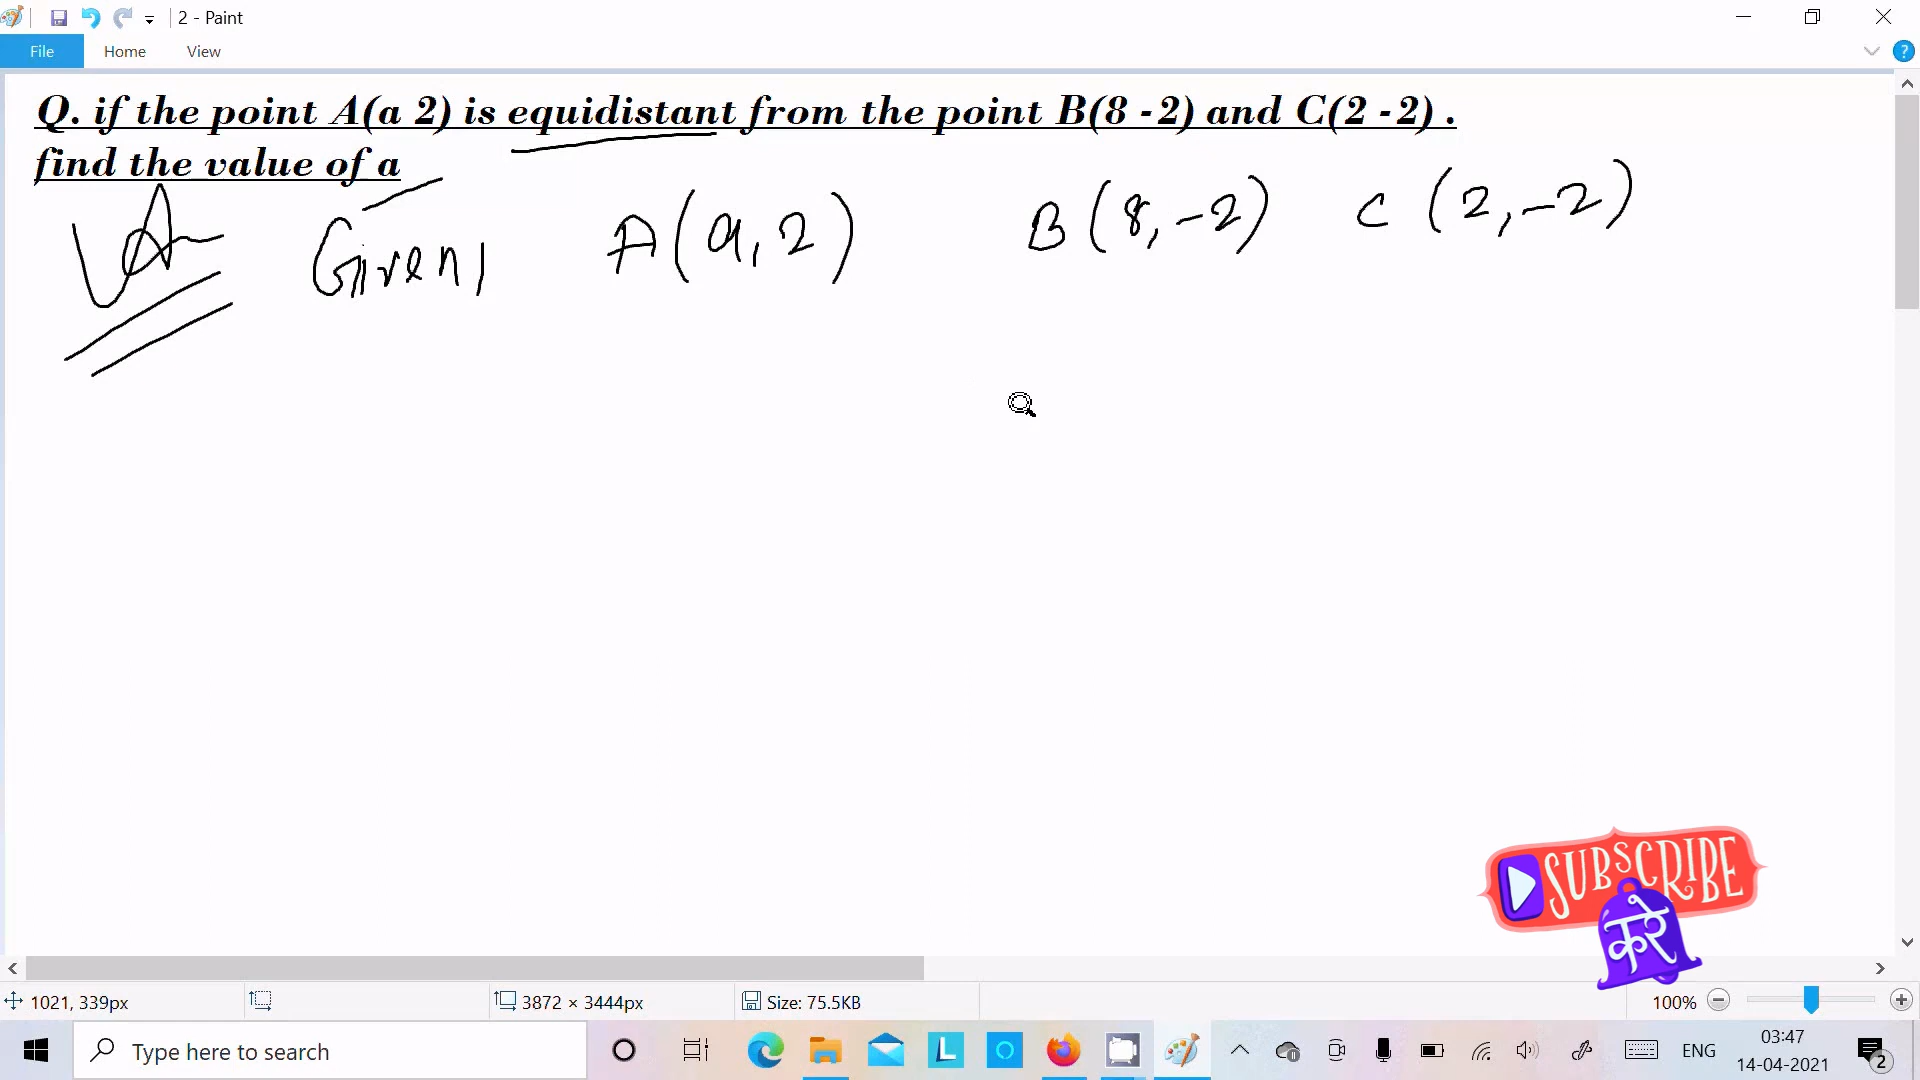 2 - Paint
File Home View
Q. if the point A(a 2) is equidistant from the point B(8 -2) and C(2 -2) .
find the value of a
Given, A(a, 2) B(8, -2) C(2, -2)
SUBSCRIBE
करे
1021, 339px 3872 × 3444px Size: 75.5KB 100%
Type here to search
ENG
03:47
14-04-2021
2